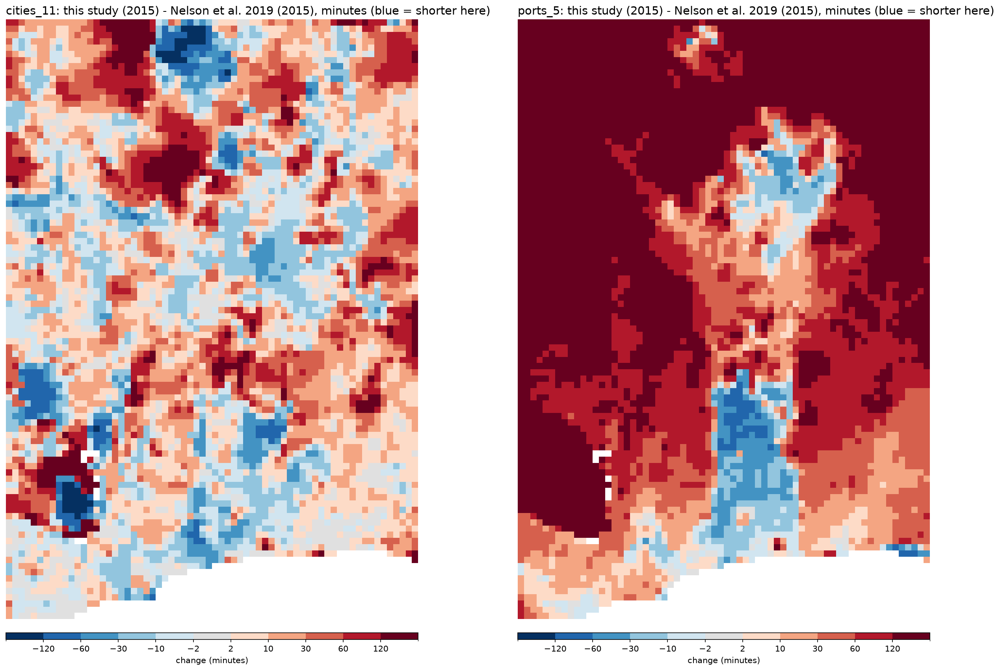 cities_11: this study (2015) - Nelson et al. 2019 (2015), minutes (blue = shorter here)
ports_5: this study (2015) - Nelson et al. 2019 (2015), minutes (blue = shorter here)
−120 −60 −30 −10 −2 2 10 30 60 120
change (minutes)
−120 −60 −30 −10 −2 2 10 30 60 120
change (minutes)